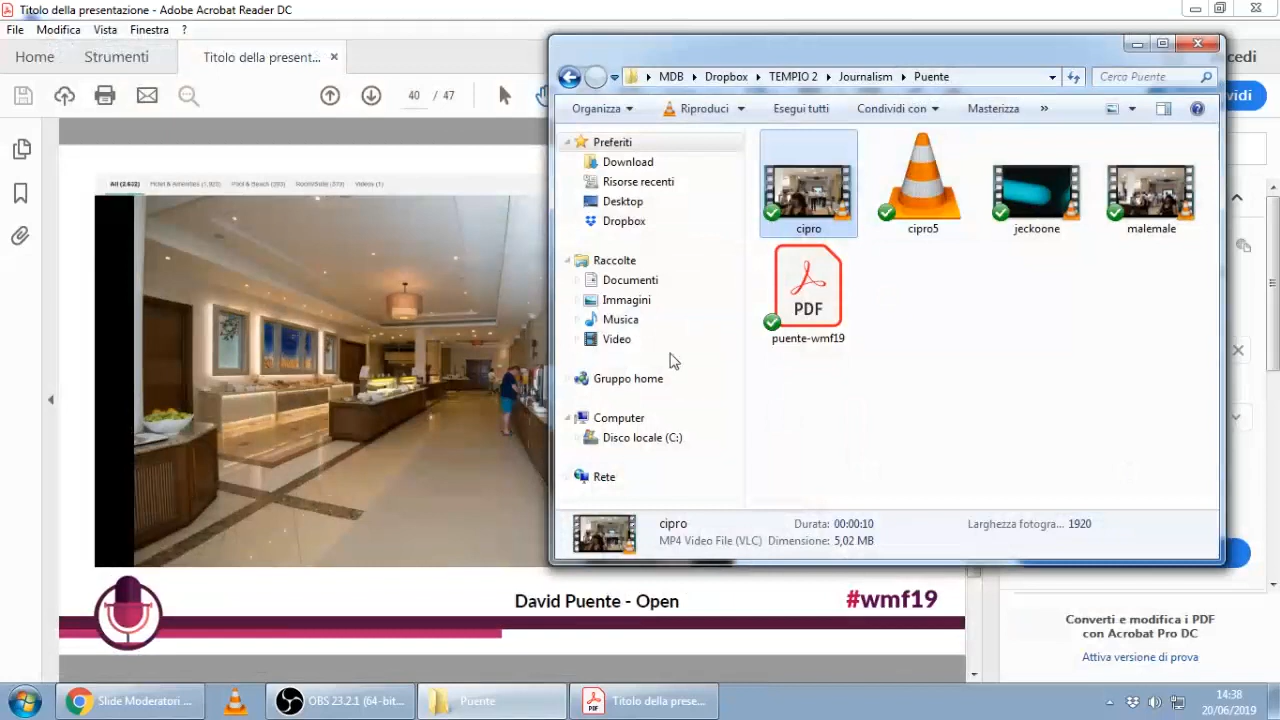 Titolo della presentazione - Adobe Acrobat Reader DC
File Modifica Vista Finestra ?
Home Strumenti Titolo della present... ×
40 / 47
cedi
vidi
MDB Dropbox TEMPIO 2 Journalism Puente
Cerca Puente
Organizza Riproduci Esegui tutti Condividi con Masterizza »
Preferiti
Download
Risorse recenti
Desktop
Dropbox
Raccolte
Documenti
Immagini
Musica
Video
Gruppo home
Computer
Disco locale (C:)
Rete
cipro cipro5 jeckoone malemale
PDF
puente-wmf19
cipro Durata: 00:00:10 Larghezza fotogra... 1920
MP4 Video File (VLC) Dimensione: 5,02 MB
David Puente - Open
#wmf19
Converti e modifica i PDF
con Acrobat Pro DC
Attiva versione di prova
Slide Moderatori ... OBS 23.2.1 (64-bit... Puente Titolo della prese...
14:38
20/06/2019